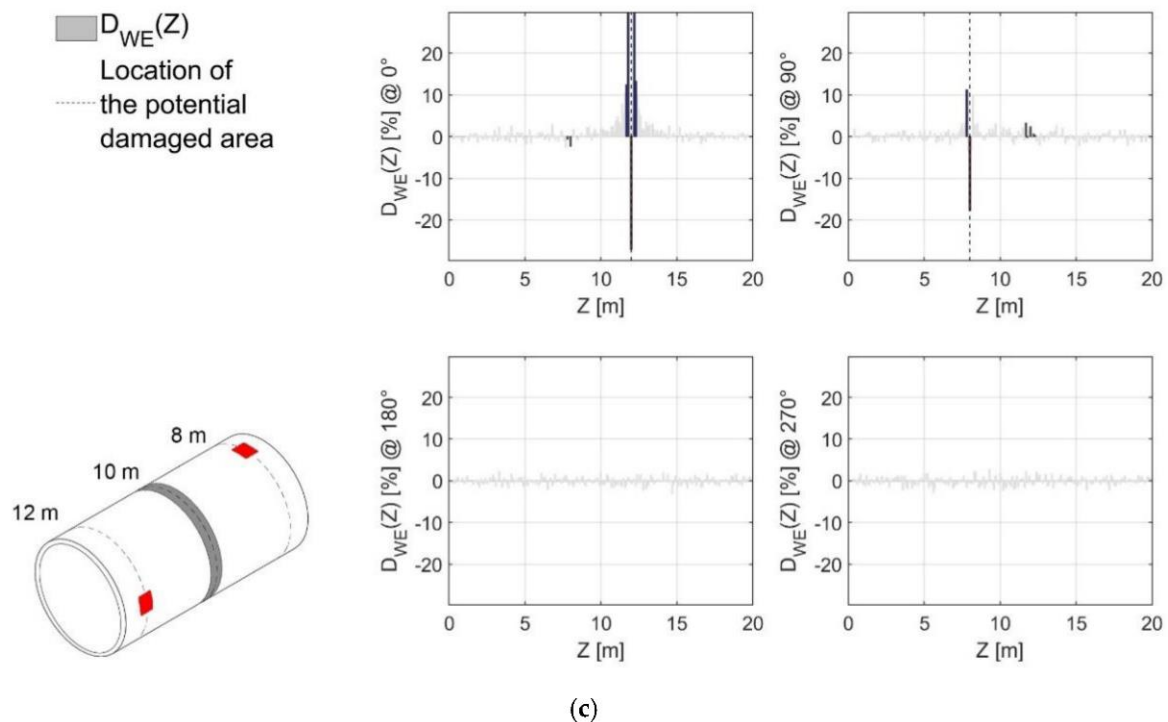 D_WE(Z)
Location of
the potential
damaged area
20
10
0
-10
-20
D_WE(Z) [%] @ 0°
0 5 10 15 20
Z [m]
20
10
0
-10
-20
D_WE(Z) [%] @ 90°
0 5 10 15 20
Z [m]
8 m
10 m
12 m
20
10
0
-10
-20
D_WE(Z) [%] @ 180°
0 5 10 15 20
Z [m]
20
10
0
-10
-20
D_WE(Z) [%] @ 270°
0 5 10 15 20
Z [m]
(c)